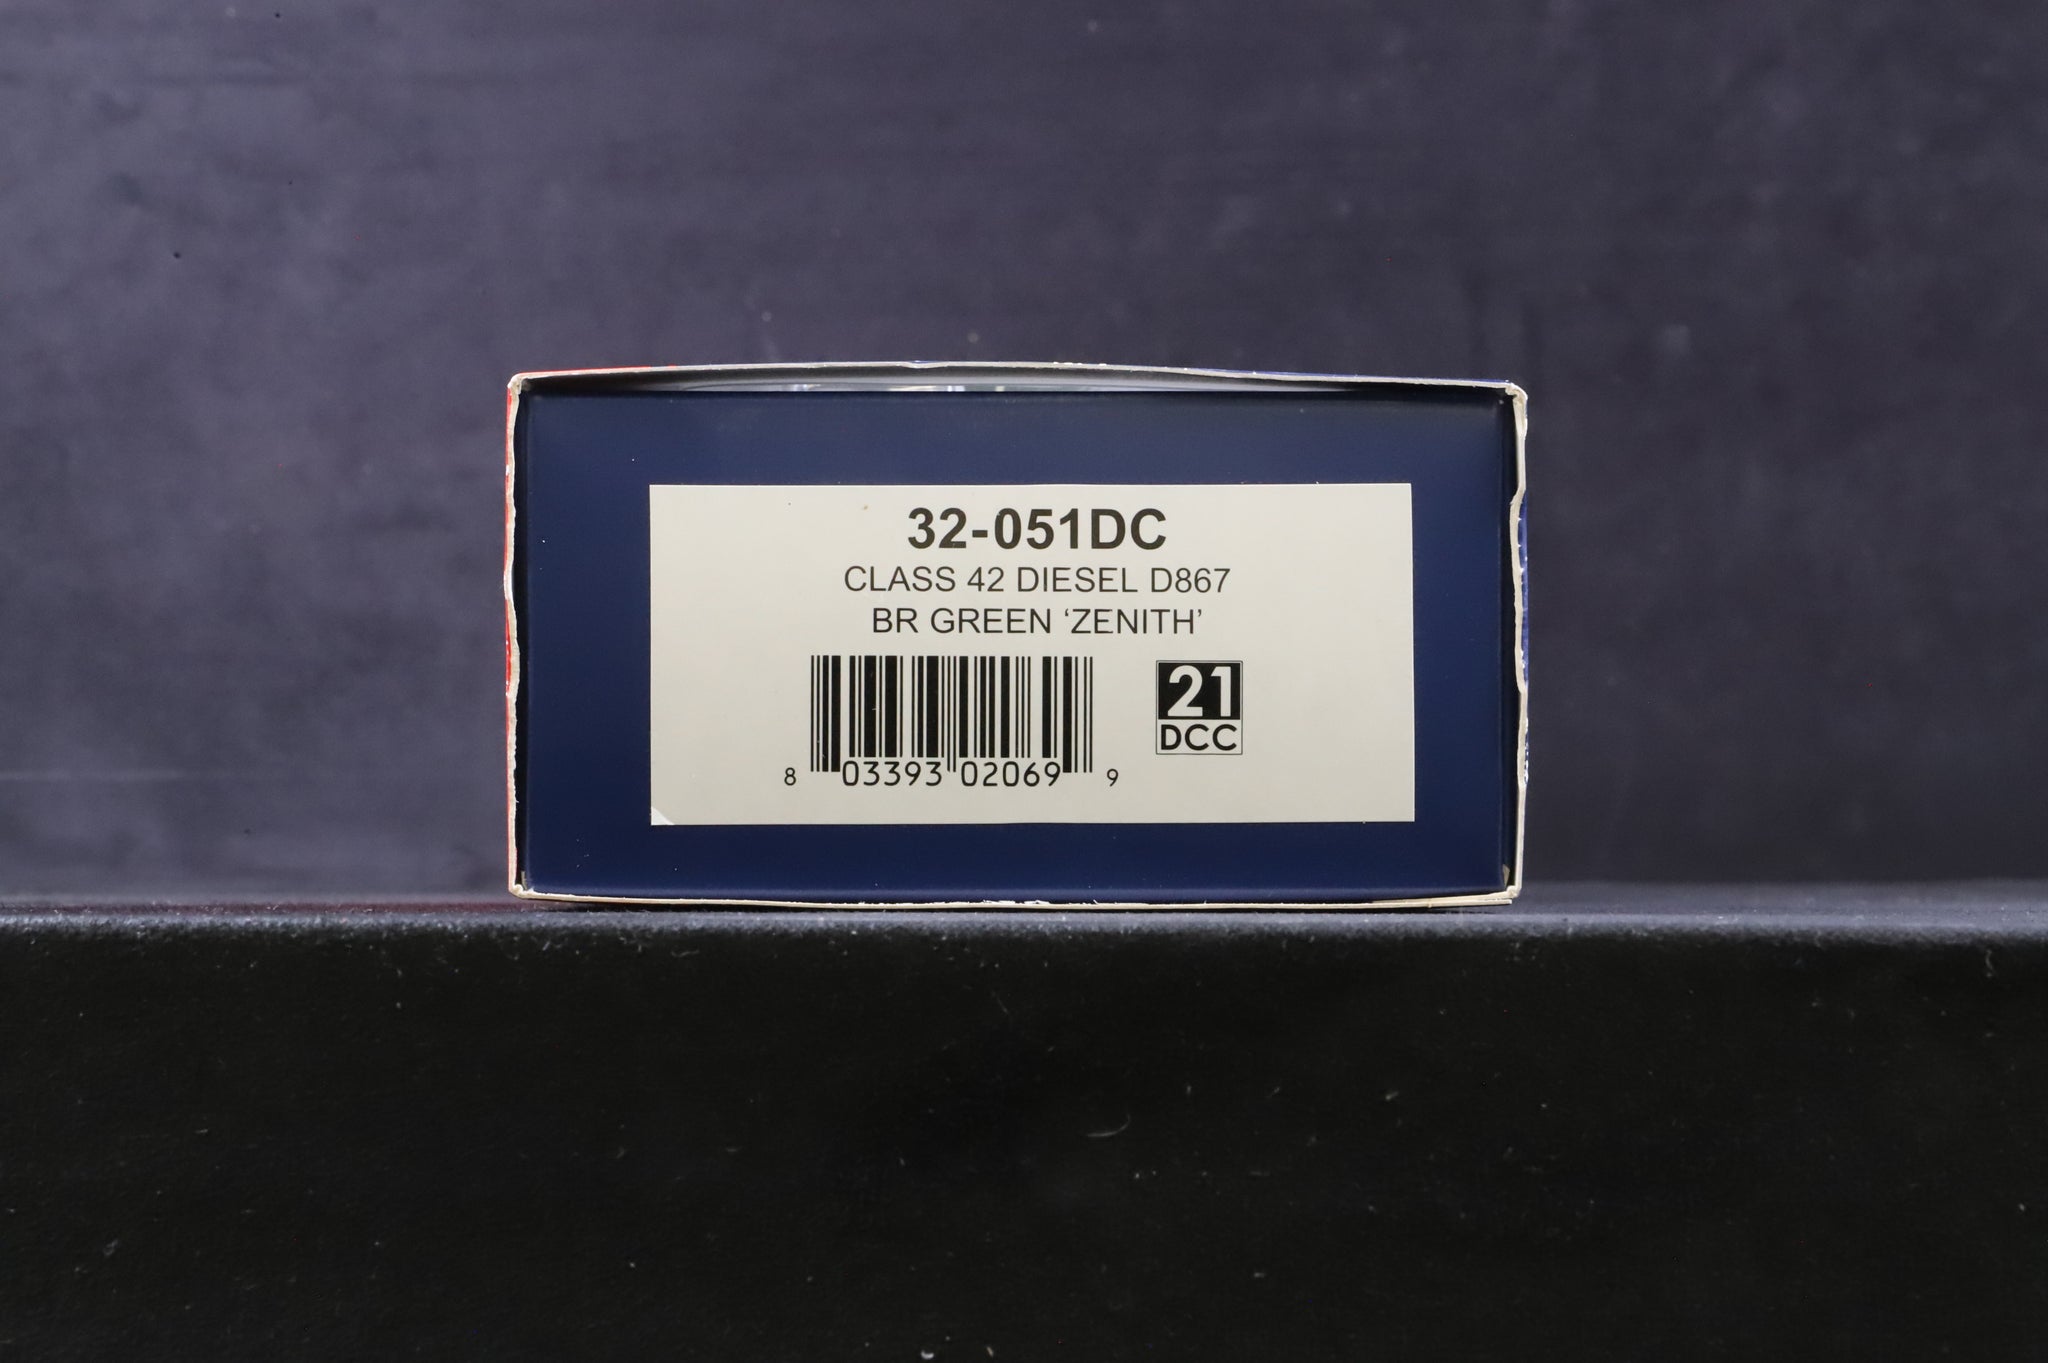 32-051DC
CLASS 42 DIESEL D867
BR GREEN ‘ZENITH’
21
DCC
8 03393 02069 9